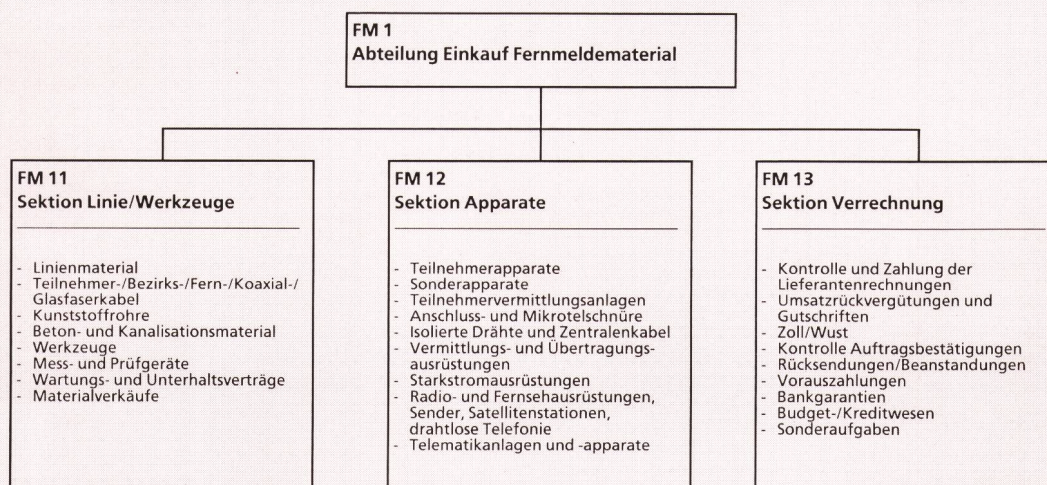 FM 1
Abteilung Einkauf Fernmeldematerial
FM 11
Sektion Linie/Werkzeuge
- Linienmaterial
- Teilnehmer-/Bezirks-/Fern-/Koaxial-/
Glasfaserkabel
- Kunststoffrohre
- Beton- und Kanalisationsmaterial
- Werkzeuge
- Mess- und Prüfgeräte
- Wartungs- und Unterhaltsverträge
- Materialverkäufe
FM 12
Sektion Apparate
- Teilnehmerapparate
- Sonderapparate
- Teilnehmervermittlungsanlagen
- Anschluss- und Mikrotelschnüre
- Isolierte Drähte und Zentralenkabel
- Vermittlungs- und Übertragungs-
ausrüstungen
- Starkstromausrüstungen
- Radio- und Fernsehausrüstungen,
Sender, Satellitenstationen,
drahtlose Telefonie
- Telematikanlagen und -apparate
FM 13
Sektion Verrechnung
- Kontrolle und Zahlung der
Lieferantenrechnungen
- Umsatzrückvergütungen und
Gutschriften
- Zoll/Wust
- Kontrolle Auftragsbestätigungen
- Rücksendungen/Beanstandungen
- Vorauszahlungen
- Bankgarantien
- Budget-/Kreditwesen
- Sonderaufgaben